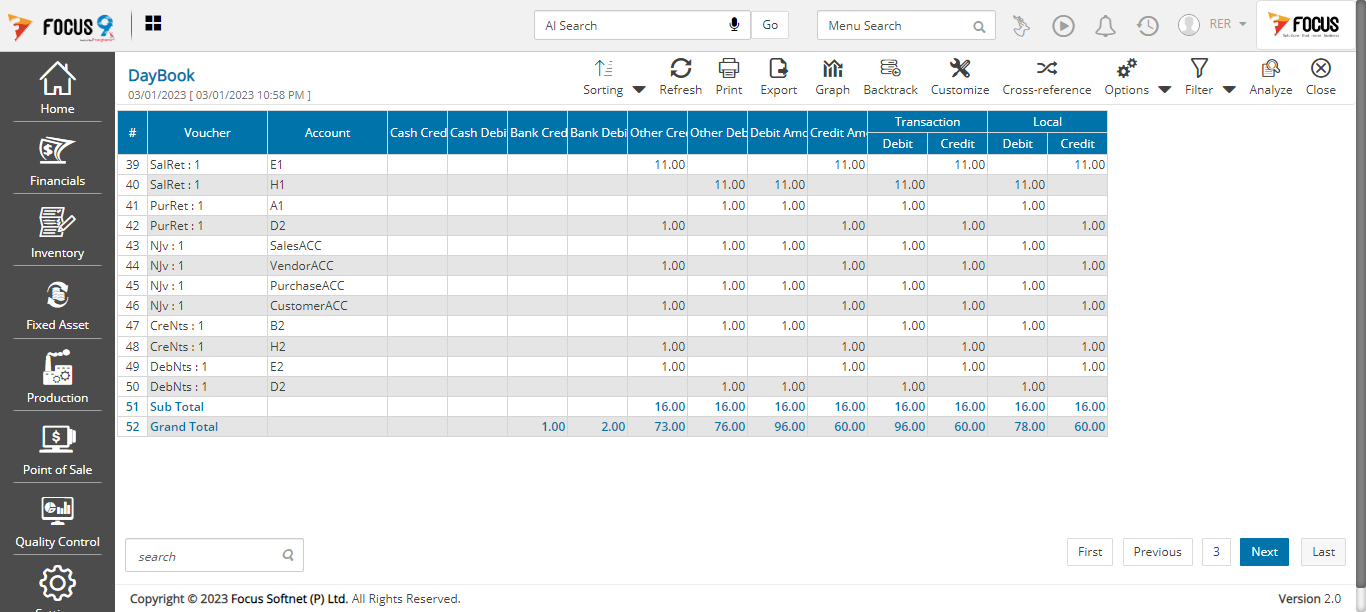 FOCUS 9 AI Search Go Menu Search RER FOCUS
Home
Financials
Inventory
Fixed Asset
Production
Point of Sale
Quality Control
DayBook
03/01/2023 [ 03/01/2023 10:58 PM ]
Sorting Refresh Print Export Graph Backtrack Customize Cross-reference Options Filter Analyze Close
# Voucher Account Cash Cred Cash Debi Bank Cred Bank Debi Other Cre Other Deb Debit Amo Credit Am Transaction Local
Debit Credit Debit Credit
39 SalRet : 1 E1 11.00 11.00 11.00 11.00
40 SalRet : 1 H1 11.00 11.00 11.00 11.00
41 PurRet : 1 A1 1.00 1.00 1.00 1.00
42 PurRet : 1 D2 1.00 1.00 1.00 1.00
43 NJv : 1 SalesACC 1.00 1.00 1.00 1.00
44 NJv : 1 VendorACC 1.00 1.00 1.00 1.00
45 NJv : 1 PurchaseACC 1.00 1.00 1.00 1.00
46 NJv : 1 CustomerACC 1.00 1.00 1.00 1.00
47 CreNts : 1 B2 1.00 1.00 1.00 1.00
48 CreNts : 1 H2 1.00 1.00 1.00 1.00
49 DebNts : 1 E2 1.00 1.00 1.00 1.00
50 DebNts : 1 D2 1.00 1.00 1.00 1.00
51 Sub Total 16.00 16.00 16.00 16.00 16.00 16.00 16.00 16.00
52 Grand Total 1.00 2.00 73.00 76.00 96.00 60.00 96.00 60.00 78.00 60.00
search First Previous 3 Next Last
Copyright © 2023 Focus Softnet (P) Ltd. All Rights Reserved. Version 2.0